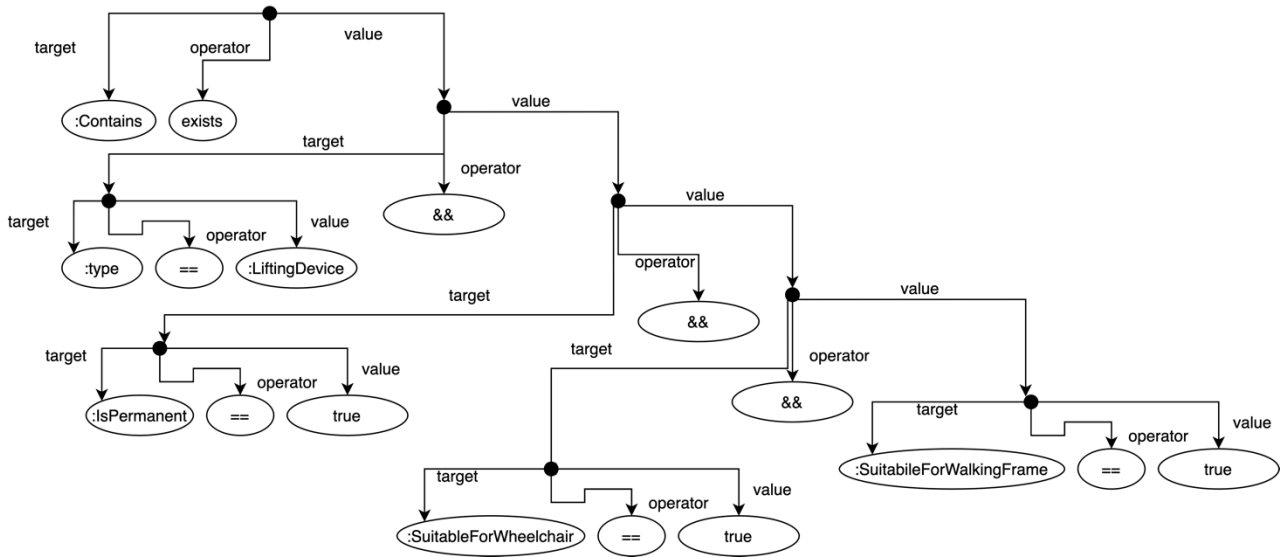 target
operator
value
:Contains
exists
value
target
operator
&&
value
target
operator
value
:type
==
:LiftingDevice
operator
&&
value
target
target
operator
value
:IsPermanent
==
true
target
operator
&&
target
operator
value
:SuitabileForWalkingFrame
==
true
target
operator
value
:SuitableForWheelchair
==
true